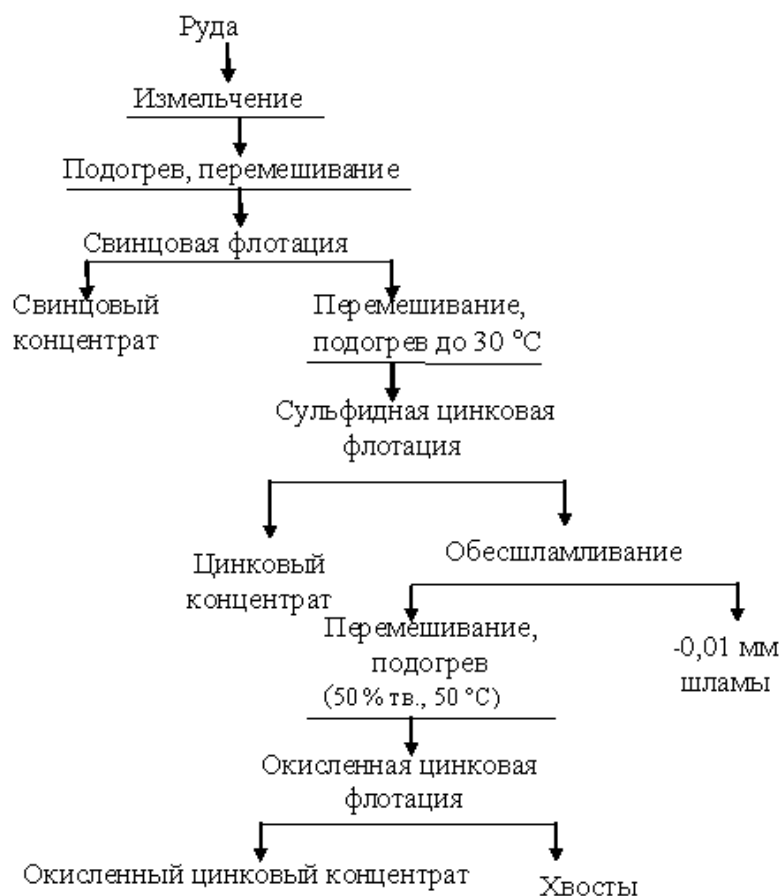 Руда
Измельчение
Подогрев, перемешивание
Свинцовая флотация
Свинцовый
концентрат
Перемешивание,
подогрев до 30 °С
Сульфидная цинковая
флотация
Цинковый
концентрат
Обесшламливание
Перемешивание,
подогрев
(50 % тв., 50 °С)
-0,01 мм
шламы
Окисленная цинковая
флотация
Окисленный цинковый концентрат
Хвосты